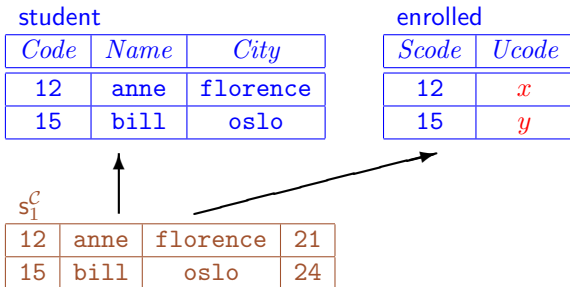 student enrolled
Code Name City Scode Ucode
12 anne florence 12 x
15 bill oslo 15 y
s₁^𝒞
12 anne florence 21
15 bill oslo 24